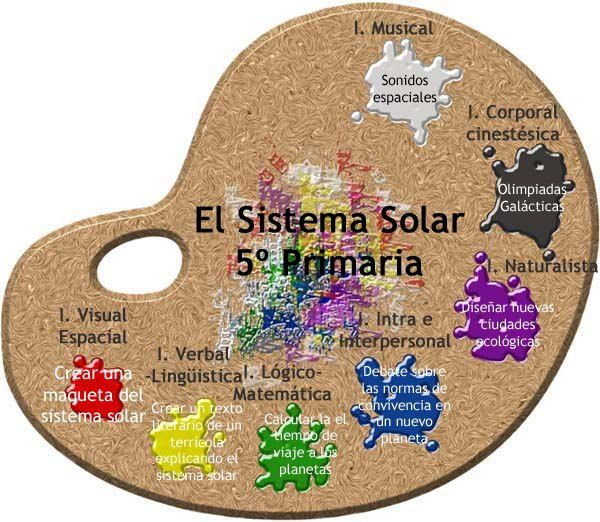 I. Musical
Sonidos
espaciales
I. Corporal
cinestésica
Olimpiadas
Galácticas
El Sistema Solar
5º Primaria
I. Naturalista
Diseñar nuevas
ciudades
ecológicas
I. Intra e
Interpersonal
Debate sobre
las normas de
convivencia en
un nuevo
planeta
I. Lógico-
Matemática
Calcular la el
tiempo de
viaje a los
planetas
I. Verbal
-Lingüistica
Crear un texto
literario de un
terrícola
explicando el
sistema solar
I. Visual
Espacial
Crear una
maqueta del
sistema solar